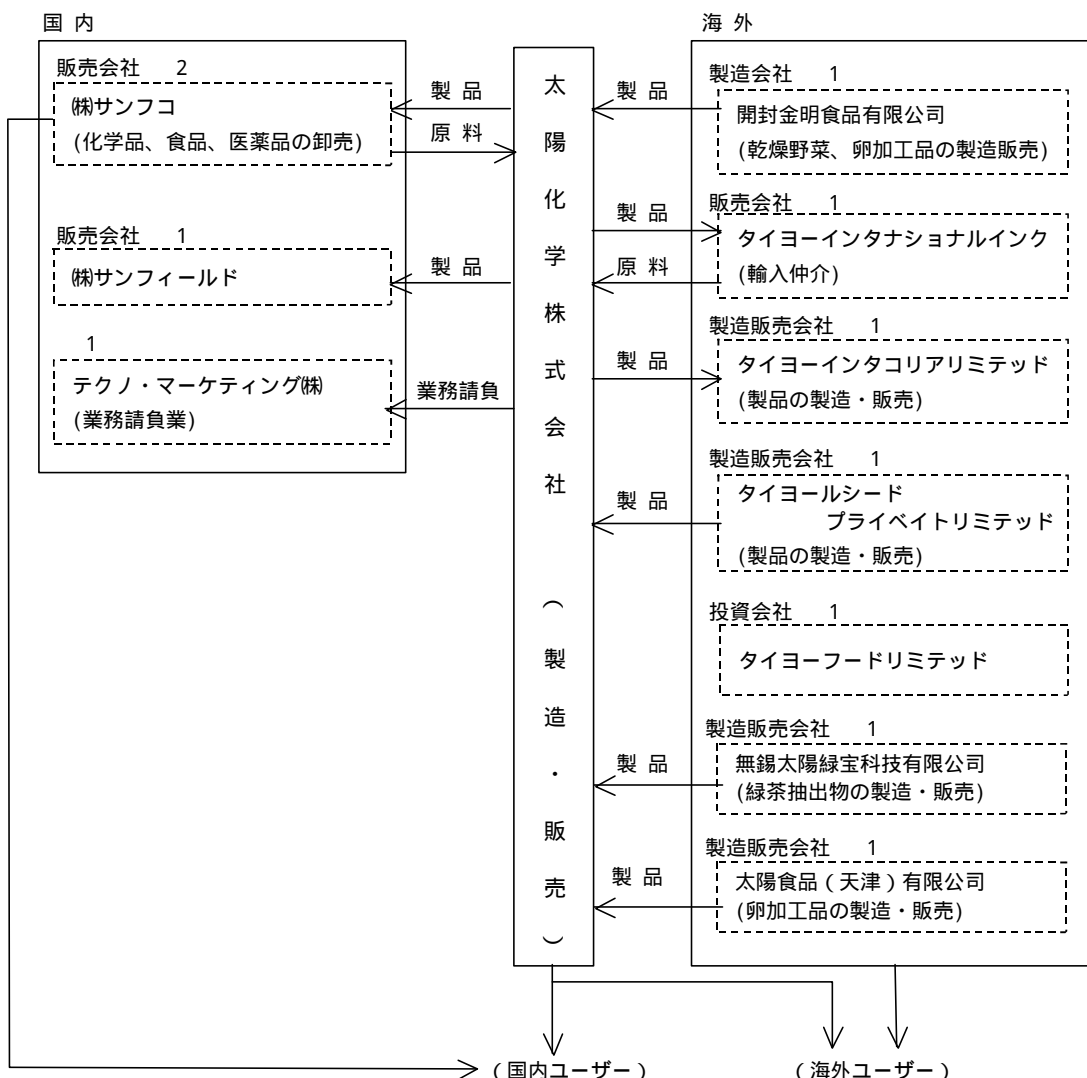 国 内
販売会社 2
㈱サンフコ
(化学品、食品、医薬品の卸売)
製 品
原 料
販売会社 1
㈱サンフィールド
製 品
1
テクノ・マーケティング㈱
(業務請負業)
業務請負
太陽化学株式会社(製造・販売)
海 外
製造会社 1
製 品
開封金明食品有限公司
(乾燥野菜、卵加工品の製造販売)
販売会社 1
製 品
タイヨーインタナショナルインク
原 料
(輸入仲介)
製造販売会社 1
製 品
タイヨーインタコリアリミテッド
(製品の製造・販売)
製造販売会社 1
製 品
タイヨールシード
プライベイトリミテッド
(製品の製造・販売)
投資会社 1
タイヨーフードリミテッド
製造販売会社 1
製 品
無錫太陽緑宝科技有限公司
(緑茶抽出物の製造・販売)
製造販売会社 1
製 品
太陽食品(天津)有限公司
(卵加工品の製造・販売)
(国内ユーザー)
(海外ユーザー)